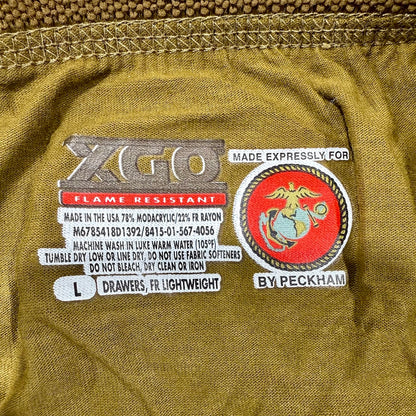 XGO
FLAME RESISTANT
MADE IN THE USA 78% MODACRYLIC/22% FR RAYON
M6785418D1392/8415-01-567-4056
MACHINE WASH IN LUKE WARM WATER (105°F)
TUMBLE DRY LOW OR LINE DRY, DO NOT USE FABRIC SOFTENERS
DO NOT BLEACH, DRY CLEAN OR IRON
L DRAWERS, FR LIGHTWEIGHT
MADE EXPRESSLY FOR
BY PECKHAM